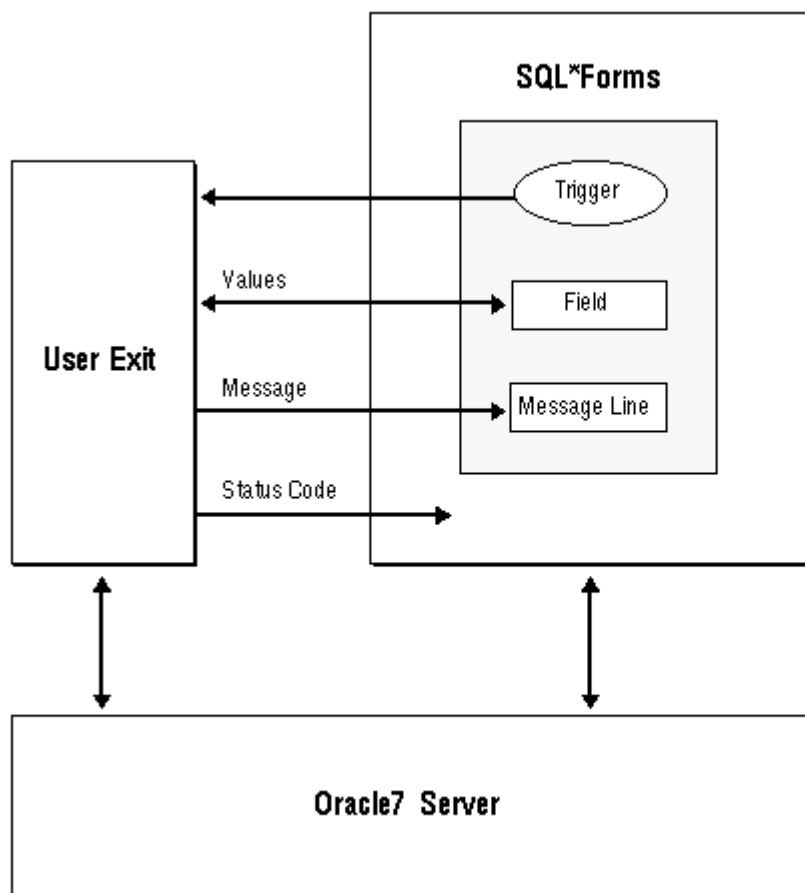 SQL*Forms
Trigger
Values
Field
User Exit
Message
Message Line
Status Code
Oracle7 Server